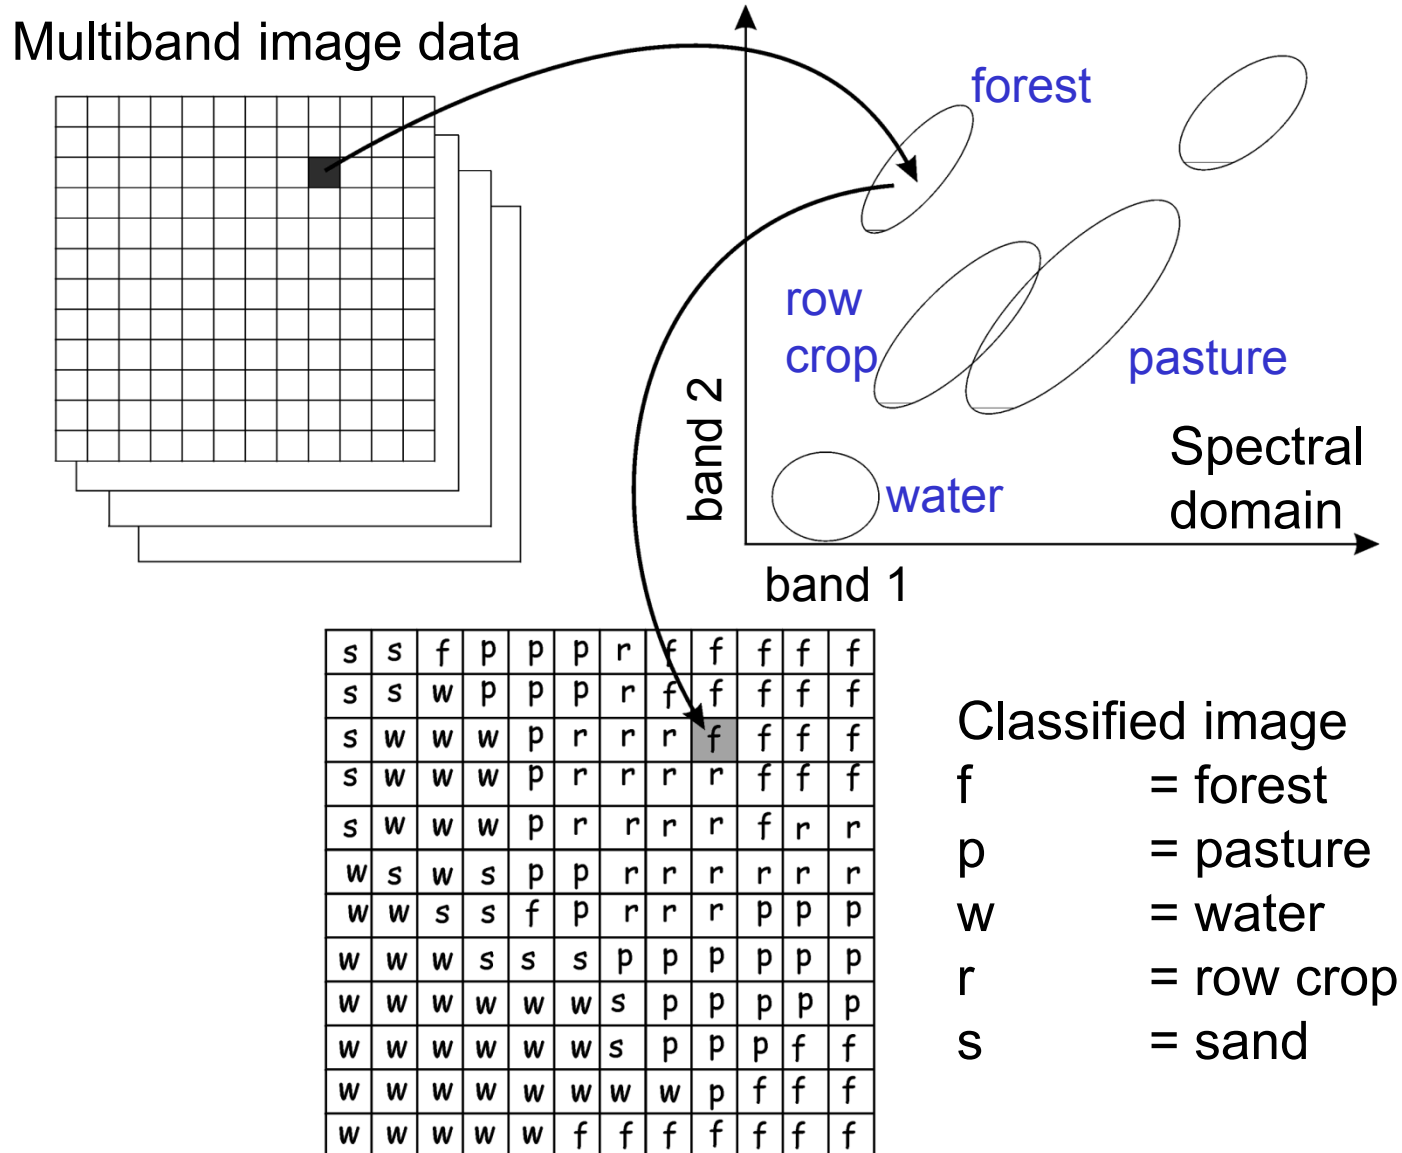 Multiband image data
forest
row
crop
pasture
band 2
Spectral
domain
water
band 1
s s f p p p r f f f f f
s s w p p p r f f f f f
s w w w p r r r f f f f
s w w w p r r r r f f f
s w w w p r r r r f r r
w s w s p p r r r r r r
w w s s f p r r r p p p
w w w s s s p p p p p p
w w w w w w s p p p p p
w w w w w w s p p p f f
w w w w w w w w p f f f
w w w w w f f f f f f f
Classified image
f = forest
p = pasture
w = water
r = row crop
s = sand